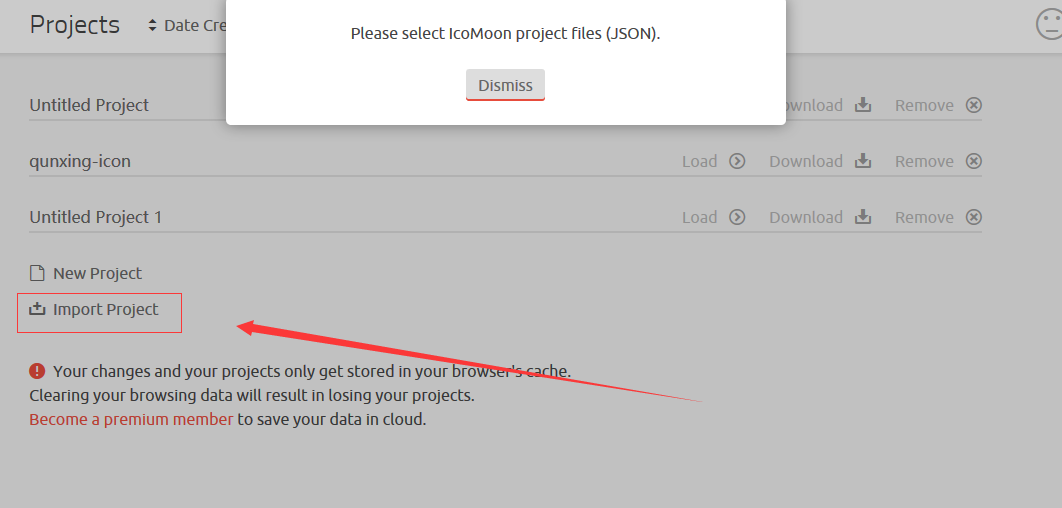 Projects
Date Cre
Please select IcoMoon project files (JSON).
Dismiss
Untitled Project
wnload Remove
qunxing-icon Load Download Remove
Untitled Project 1 Load Download Remove
New Project
Import Project
Your changes and your projects only get stored in your browser's cache.
Clearing your browsing data will result in losing your projects.
Become a premium member to save your data in cloud.